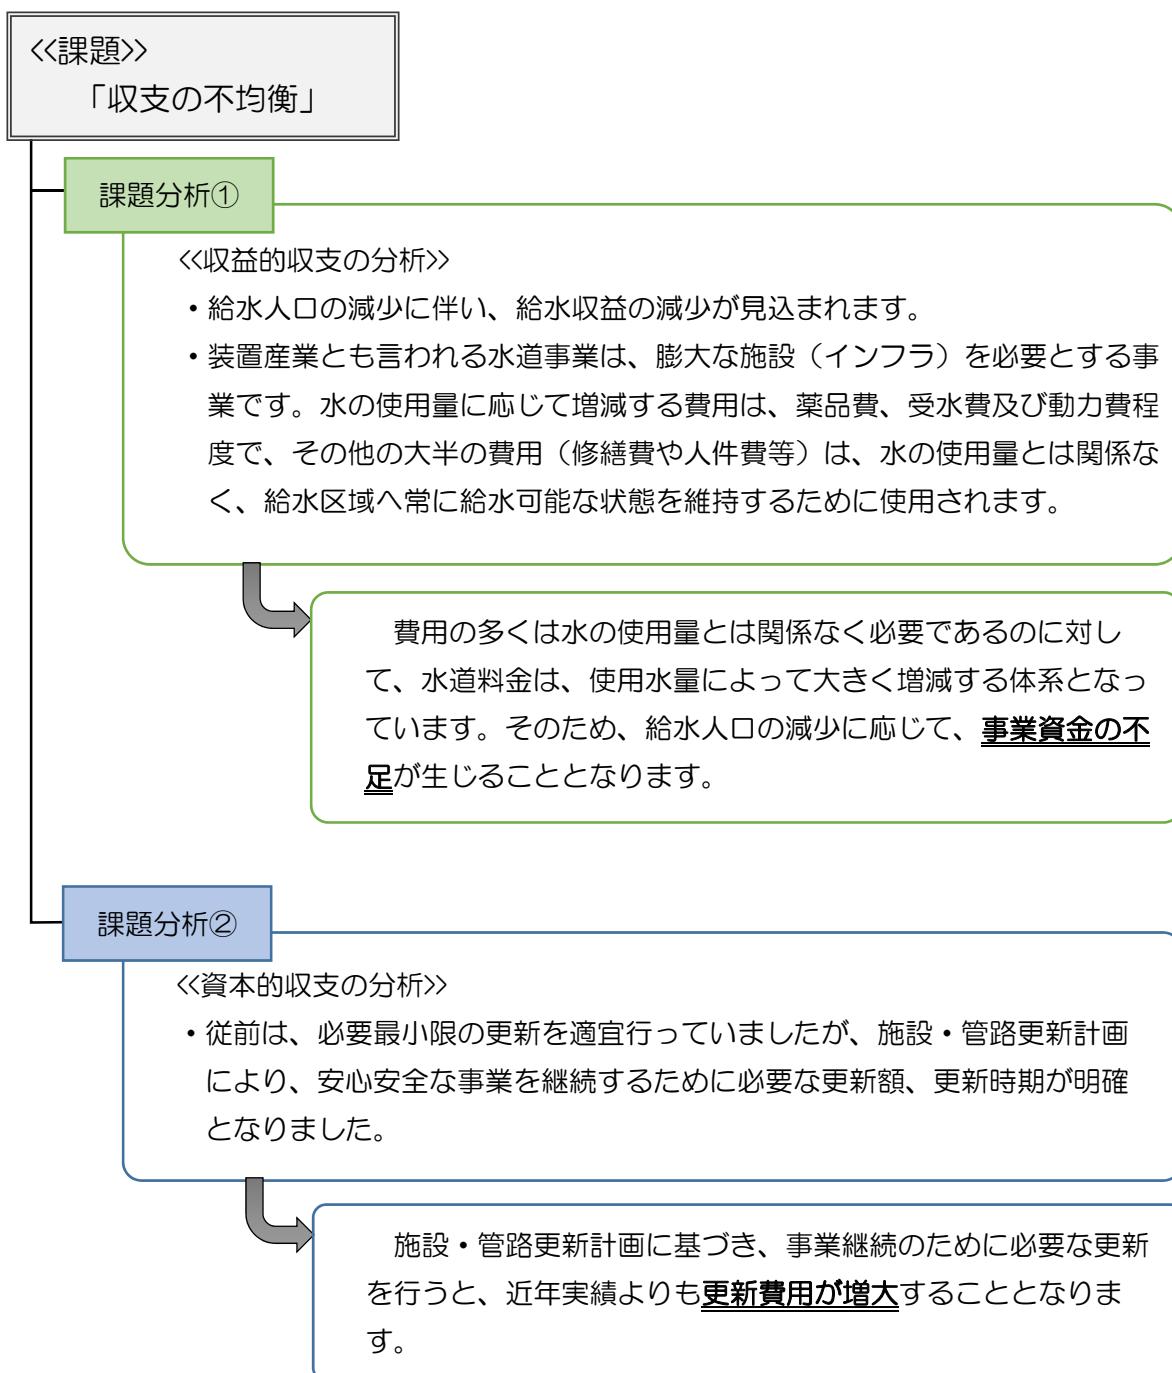 ≪課題≫
「収支の不均衡」
課題分析①
≪収益的収支の分析≫
・給水人口の減少に伴い、給水収益の減少が見込まれます。
・装置産業とも言われる水道事業は、膨大な施設（インフラ）を必要とする事
業です。水の使用量に応じて増減する費用は、薬品費、受水費及び動力費程
度で、その他の大半の費用（修繕費や人件費等）は、水の使用量とは関係な
く、給水区域へ常に給水可能な状態を維持するために使用されます。
費用の多くは水の使用量とは関係なく必要であるのに対し
て、水道料金は、使用水量によって大きく増減する体系となっ
ています。そのため、給水人口の減少に応じて、事業資金の不
足が生じることとなります。
課題分析②
≪資本的収支の分析≫
・従前は、必要最小限の更新を適宜行っていましたが、施設・管路更新計画
により、安心安全な事業を継続するために必要な更新額、更新時期が明確
となりました。
施設・管路更新計画に基づき、事業継続のために必要な更新
を行うと、近年実績よりも更新費用が増大することとなりま
す。